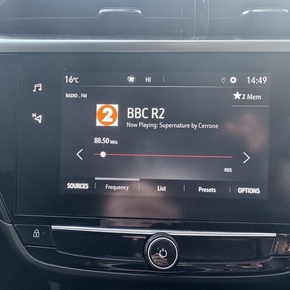 16°C HI 14:49
RADIO . FM ★2 Mem
2 BBC R2
Now Playing: Supernature by Cerrone
88.50 MHz
RDS
SOURCES Frequency List Presets OPTIONS